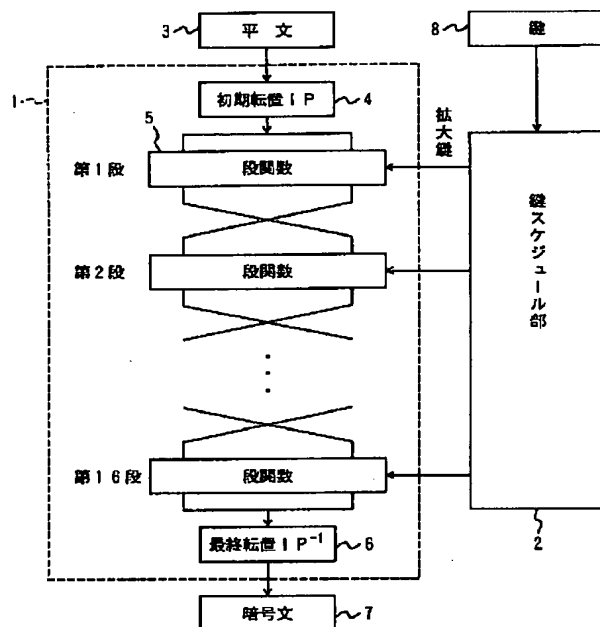 3 平文
8 鍵
1
初期転置IP 4
拡大鍵
5
第1段 段関数
第2段 段関数
鍵スケジュール部
第16段 段関数
最終転置IP⁻¹ 6
2
暗号文 7